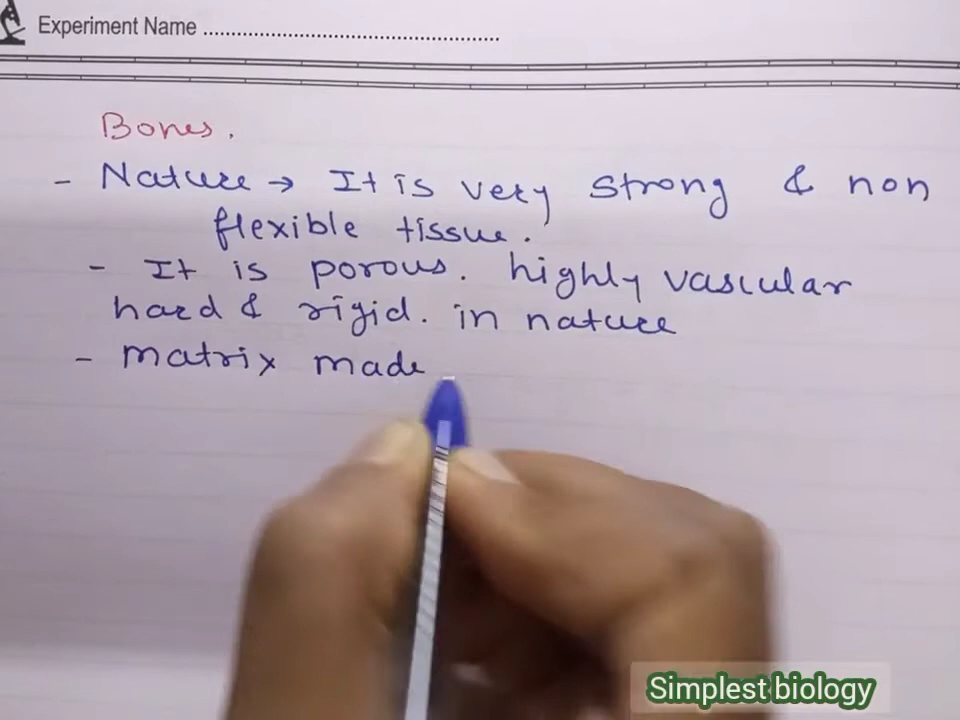 Experiment Name ......................................................
Bones.
- Nature → It is very strong & non
flexible tissue.
- It is porous. highly vascular
hard & rigid. in nature
- matrix made
Simplest biology